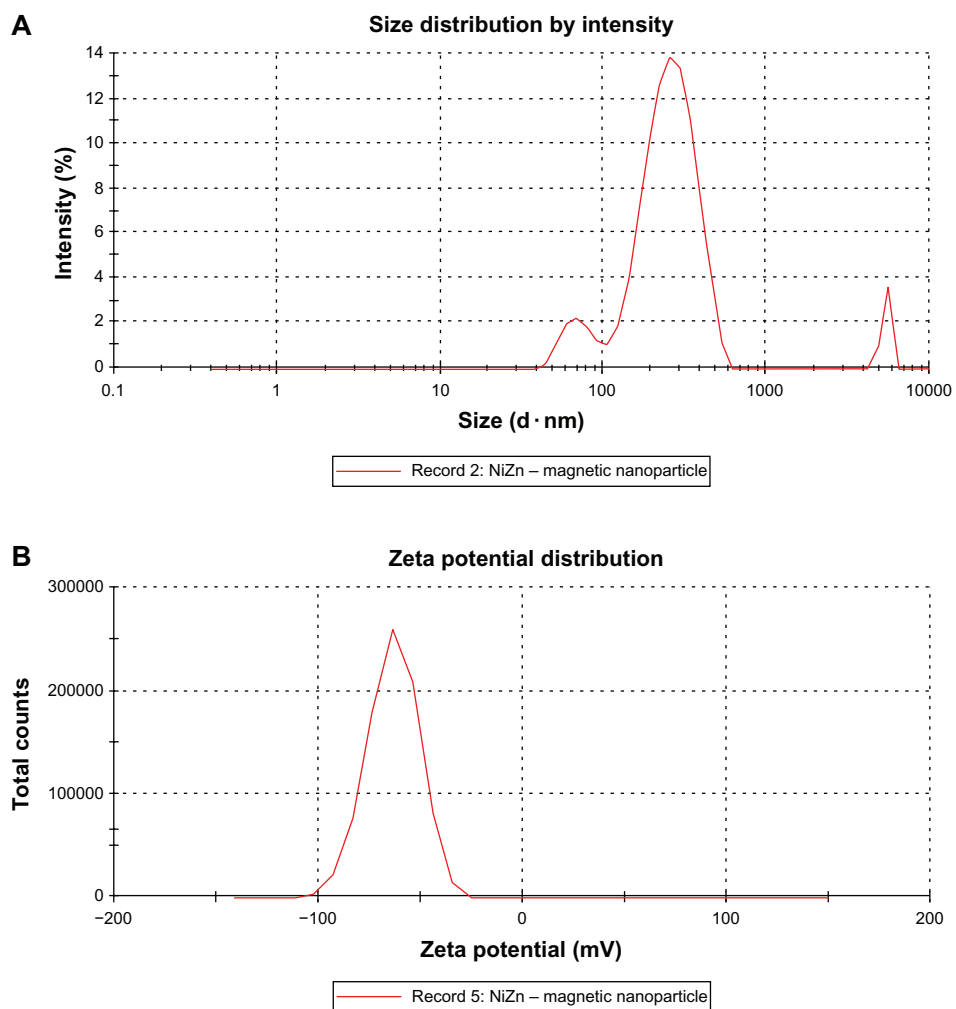 A
Size distribution by intensity
14
12
10
8
6
4
2
0
Intensity (%)
0.1 1 10 100 1000 10000
Size (d · nm)
Record 2: NiZn – magnetic nanoparticle
B
Zeta potential distribution
300000
200000
100000
0
Total counts
−200 −100 0 100 200
Zeta potential (mV)
Record 5: NiZn – magnetic nanoparticle